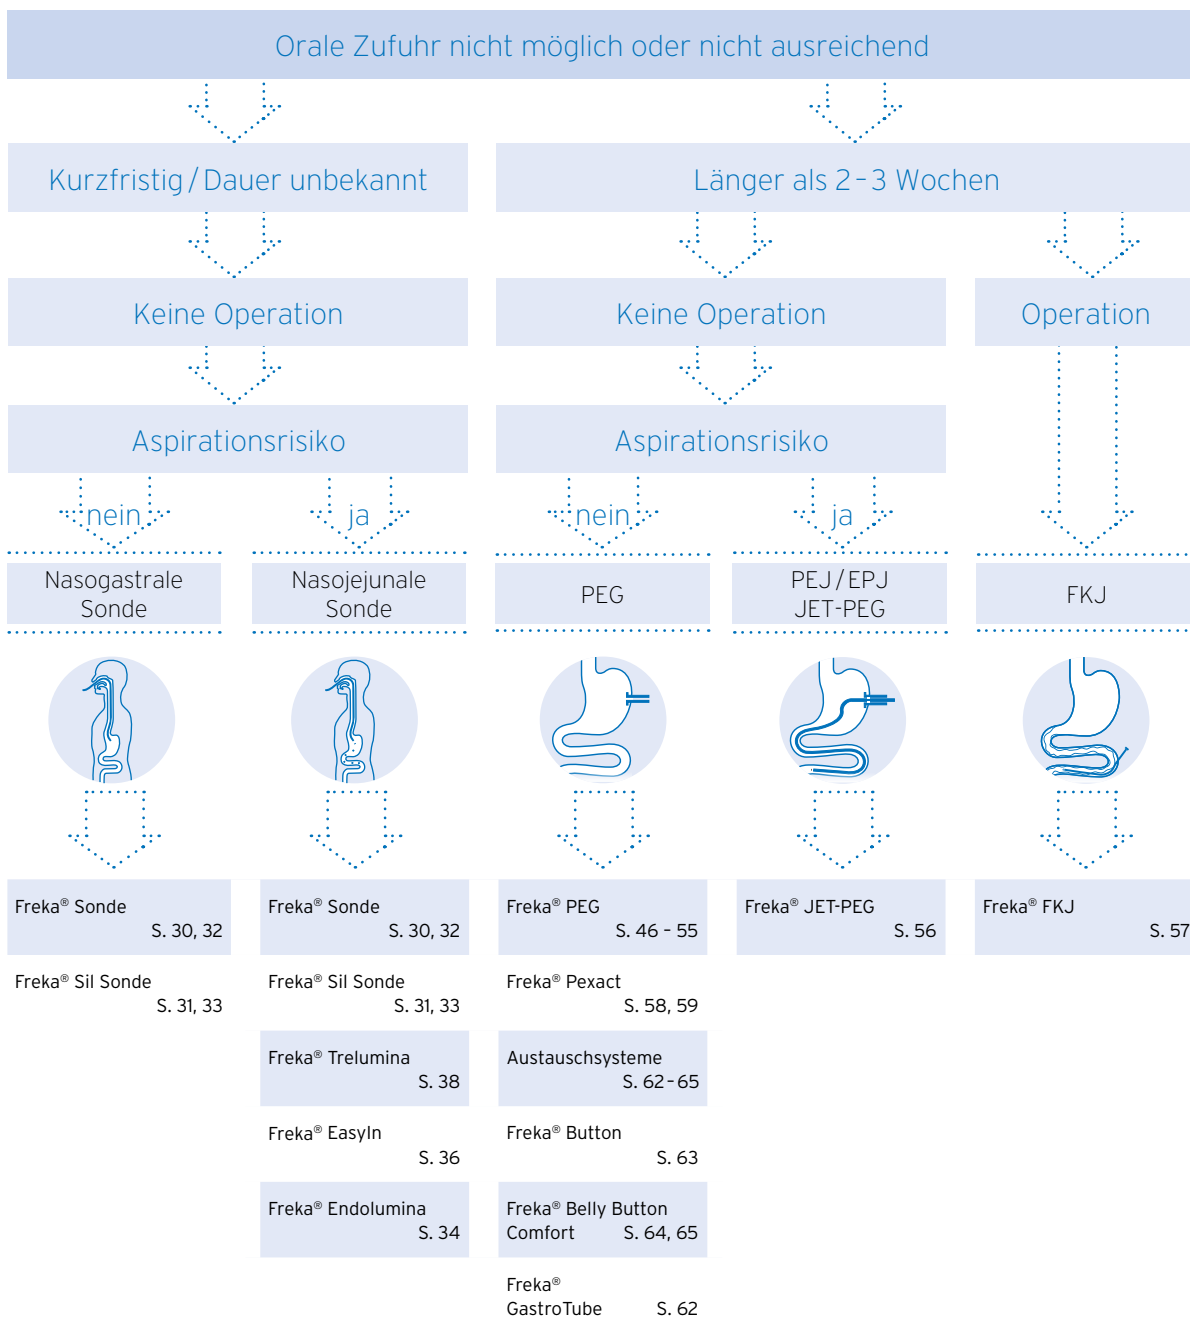 Orale Zufuhr nicht möglich oder nicht ausreichend
Kurzfristig / Dauer unbekannt
Länger als 2 – 3 Wochen
Keine Operation
Keine Operation
Operation
Aspirationsrisiko
Aspirationsrisiko
nein
ja
nein
ja
Nasogastrale
Sonde
Nasojejunale
Sonde
PEG
PEJ / EPJ
JET-PEG
FKJ
Freka® Sonde
S. 30, 32
Freka® Sil Sonde
S. 31, 33
Freka® Sonde
S. 30, 32
Freka® Sil Sonde
S. 31, 33
Freka® Trelumina
S. 38
Freka® EasyIn
S. 36
Freka® Endolumina
S. 34
Freka® PEG
S. 46 – 55
Freka® Pexact
S. 58, 59
Austauschsysteme
S. 62 – 65
Freka® Button
S. 63
Freka® Belly Button
Comfort S. 64, 65
Freka®
GastroTube S. 62
Freka® JET-PEG
S. 56
Freka® FKJ
S. 57